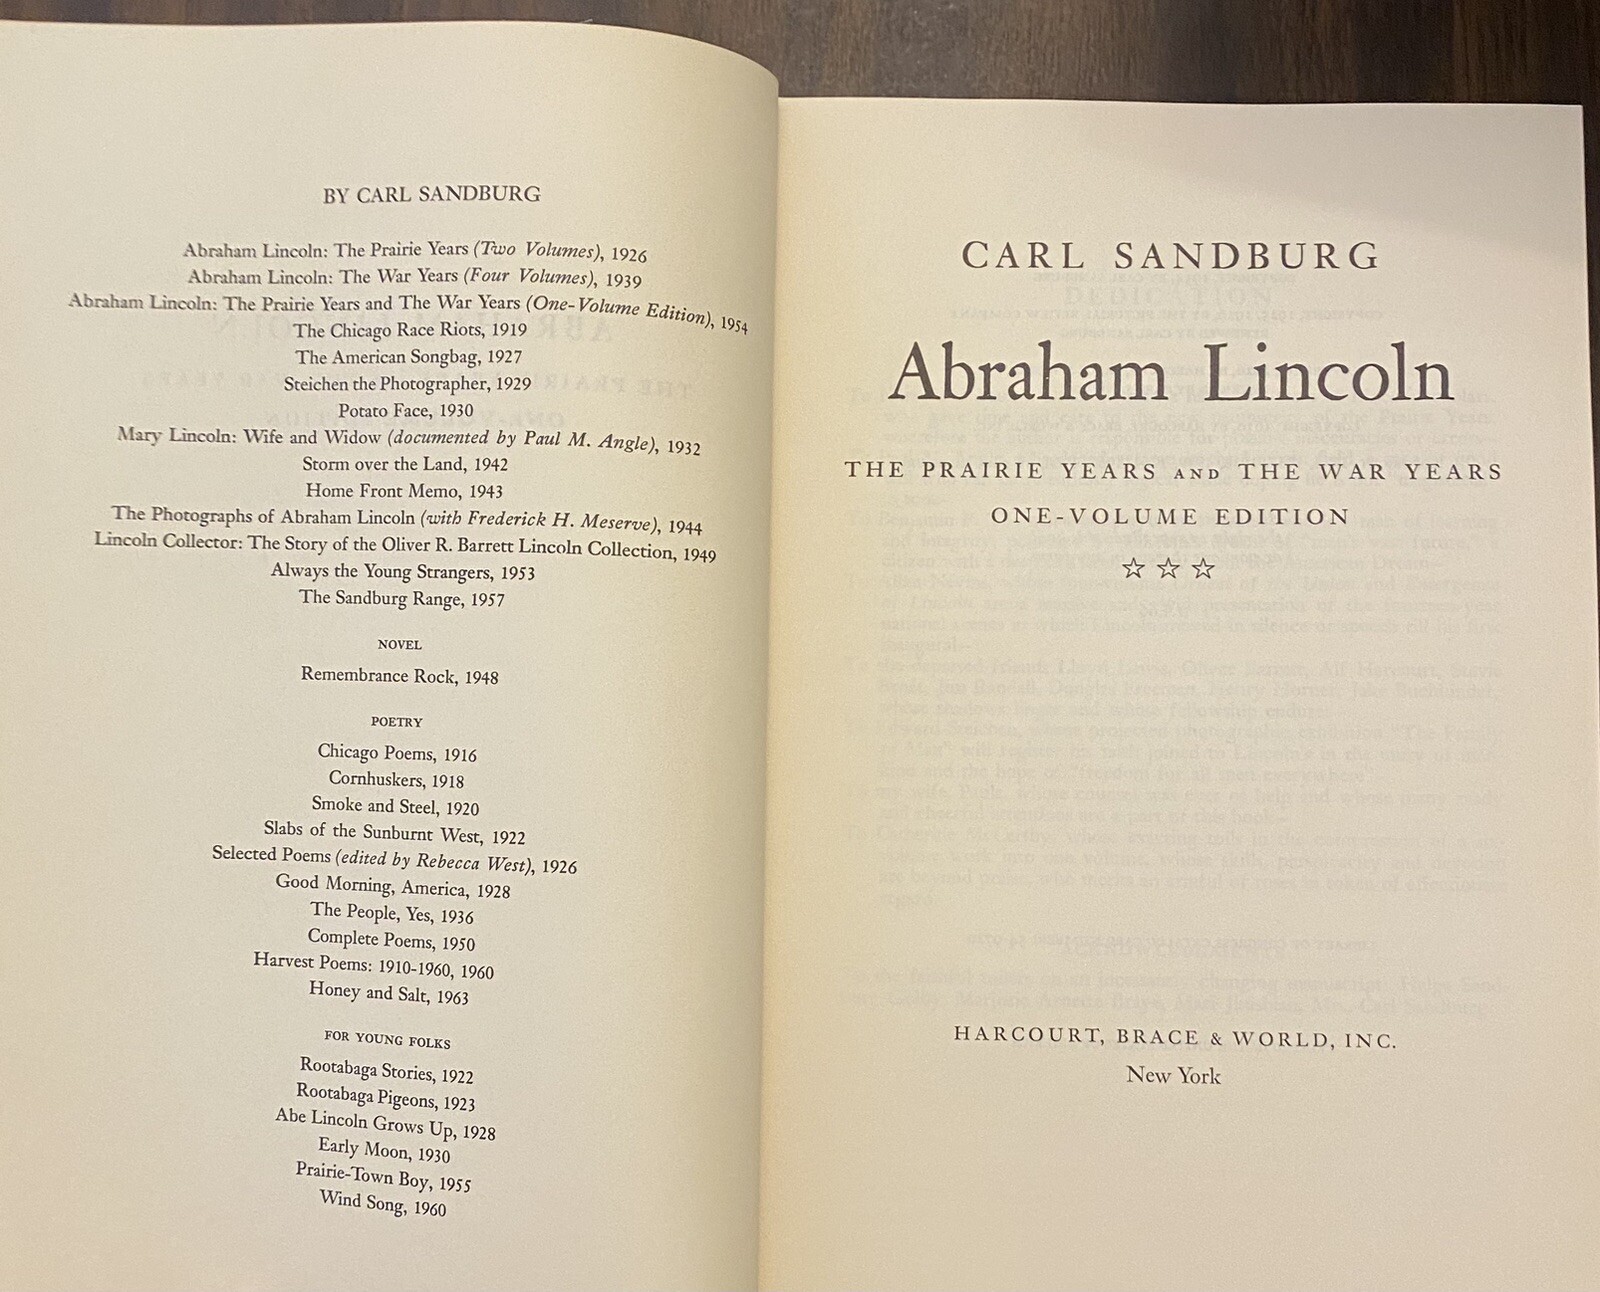 BY CARL SANDBURG
Abraham Lincoln: The Prairie Years (Two Volumes), 1926
Abraham Lincoln: The War Years (Four Volumes), 1939
Abraham Lincoln: The Prairie Years and The War Years (One-Volume Edition), 1954
The Chicago Race Riots, 1919
The American Songbag, 1927
Steichen the Photographer, 1929
Potato Face, 1930
Mary Lincoln: Wife and Widow (documented by Paul M. Angle), 1932
Storm over the Land, 1942
Home Front Memo, 1943
The Photographs of Abraham Lincoln (with Frederick H. Meserve), 1944
Lincoln Collector: The Story of the Oliver R. Barrett Lincoln Collection, 1949
Always the Young Strangers, 1953
The Sandburg Range, 1957
NOVEL
Remembrance Rock, 1948
POETRY
Chicago Poems, 1916
Cornhuskers, 1918
Smoke and Steel, 1920
Slabs of the Sunburnt West, 1922
Selected Poems (edited by Rebecca West), 1926
Good Morning, America, 1928
The People, Yes, 1936
Complete Poems, 1950
Harvest Poems: 1910-1960, 1960
Honey and Salt, 1963
FOR YOUNG FOLKS
Rootabaga Stories, 1922
Rootabaga Pigeons, 1923
Abe Lincoln Grows Up, 1928
Early Moon, 1930
Prairie-Town Boy, 1955
Wind Song, 1960
CARL SANDBURG
Abraham Lincoln
THE PRAIRIE YEARS AND THE WAR YEARS
ONE-VOLUME EDITION
☆ ☆ ☆
HARCOURT, BRACE & WORLD, INC.
New York